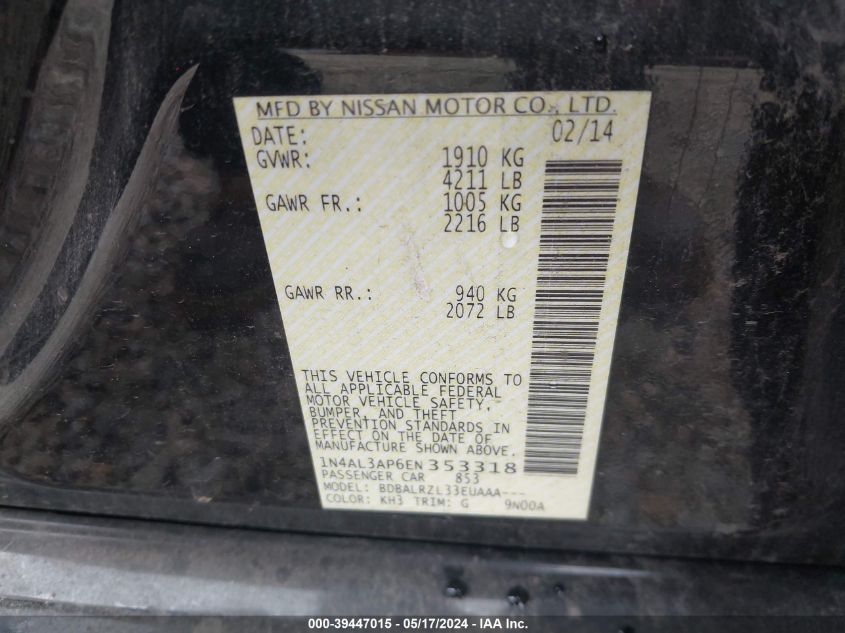 MFD BY NISSAN MOTOR CO., LTD.
DATE: 02/14
GVWR: 1910 KG
4211 LB
GAWR FR.: 1005 KG
2216 LB
GAWR RR.: 940 KG
2072 LB
THIS VEHICLE CONFORMS TO
ALL APPLICABLE FEDERAL
MOTOR VEHICLE SAFETY,
BUMPER, AND THEFT
PREVENTION STANDARDS IN
EFFECT ON THE DATE OF
MANUFACTURE SHOWN ABOVE.
1N4AL3AP6EN353318
PASSENGER CAR 853
MODEL: BDBALRZL33EUAAA---
COLOR: KH3 TRIM: G 9N00A
000-39447015 — 05/17/2024 — IAAI.com